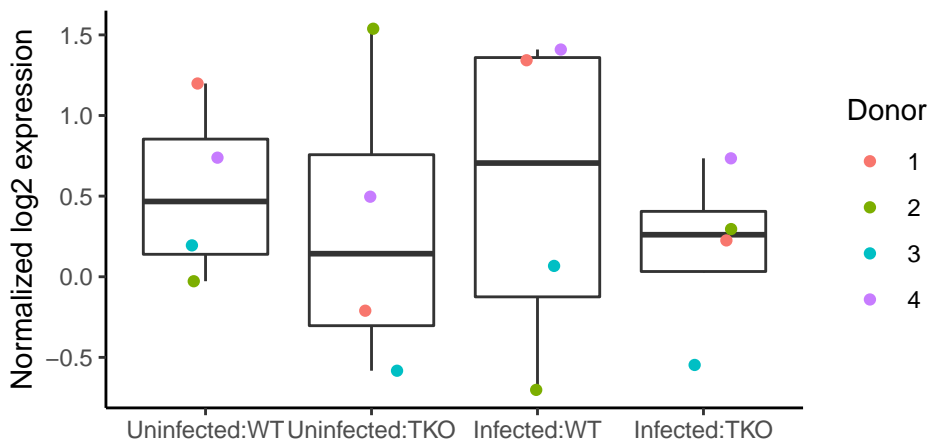 Normalized log2 expression
1.5
1.0
0.5
0.0
−0.5
Uninfected:WT
Uninfected:TKO
Infected:WT
Infected:TKO
Donor
1
2
3
4